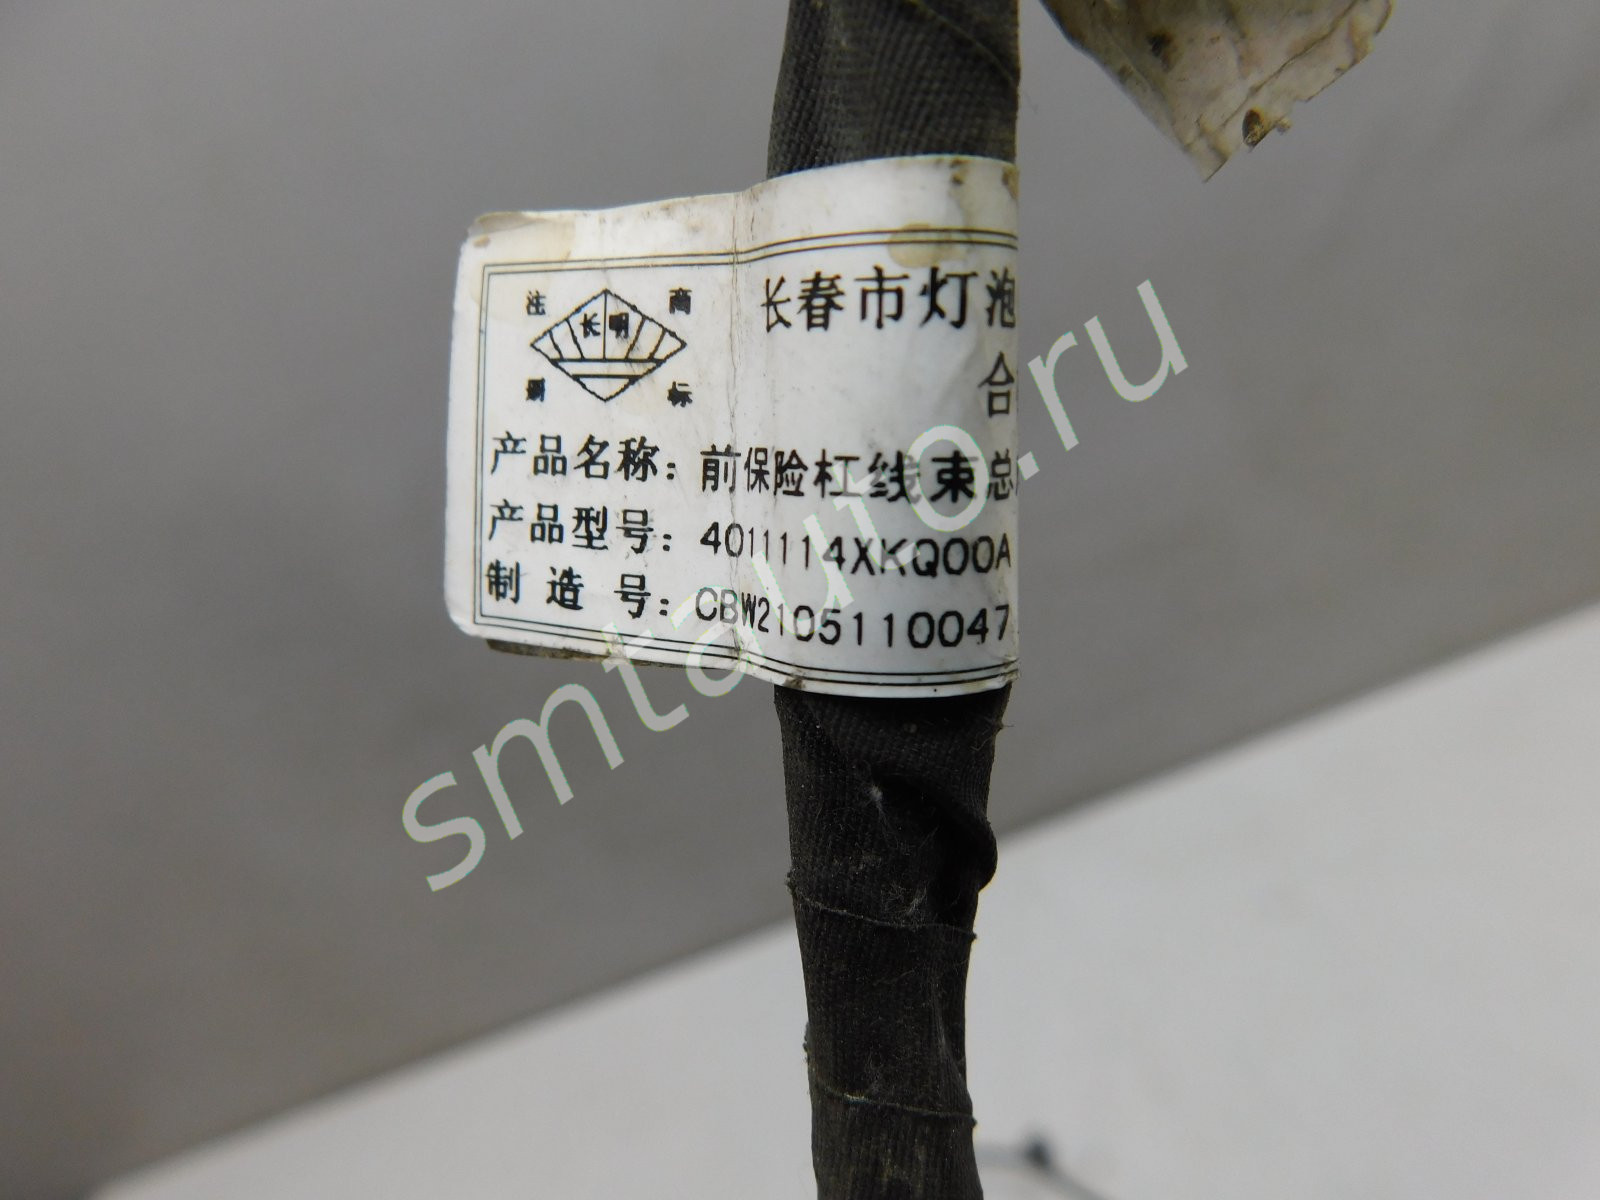 注 商
长明
册 标
长春市灯泡
合
产品名称：前保险杠线束总
产品型号：4011114XKQ00A
制造号：CBW2105110047
smtauto.ru